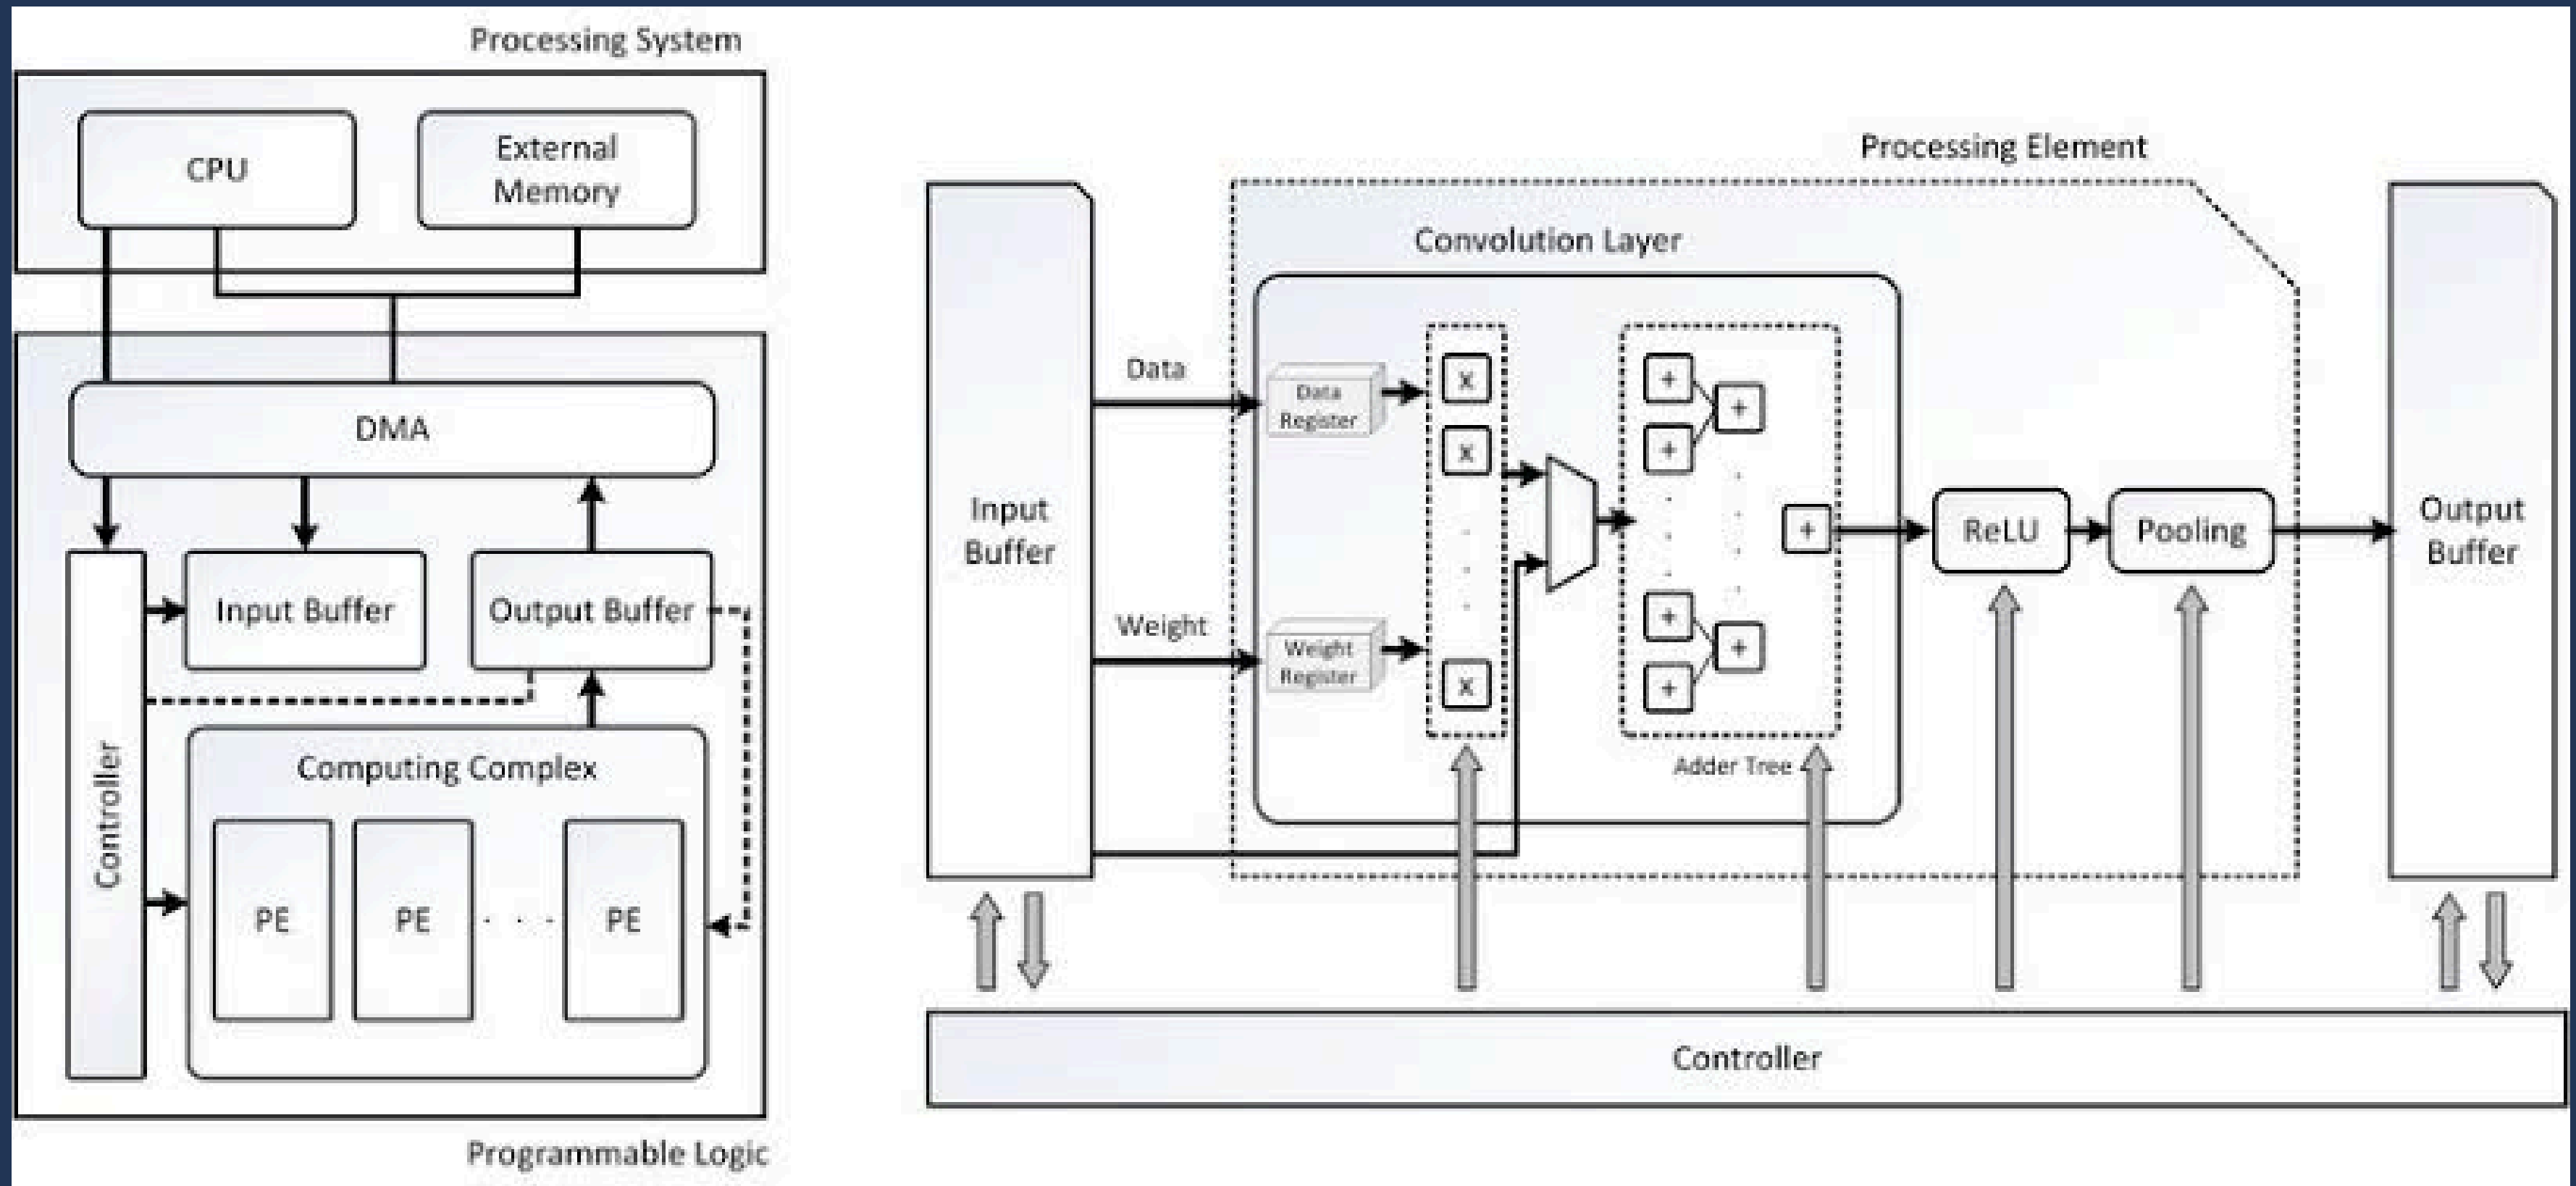 Processing System
CPU
External
Memory
DMA
Input Buffer
Output Buffer
Controller
Computing Complex
PE
PE
. . .
PE
Programmable Logic
Processing Element
Convolution Layer
Input
Buffer
Data
Weight
Data
Register
Weight
Register
x
x
.
.
.
x
+
+
+
.
.
.
.
.
.
+
+
+
+
Adder Tree
ReLU
Pooling
Output
Buffer
Controller